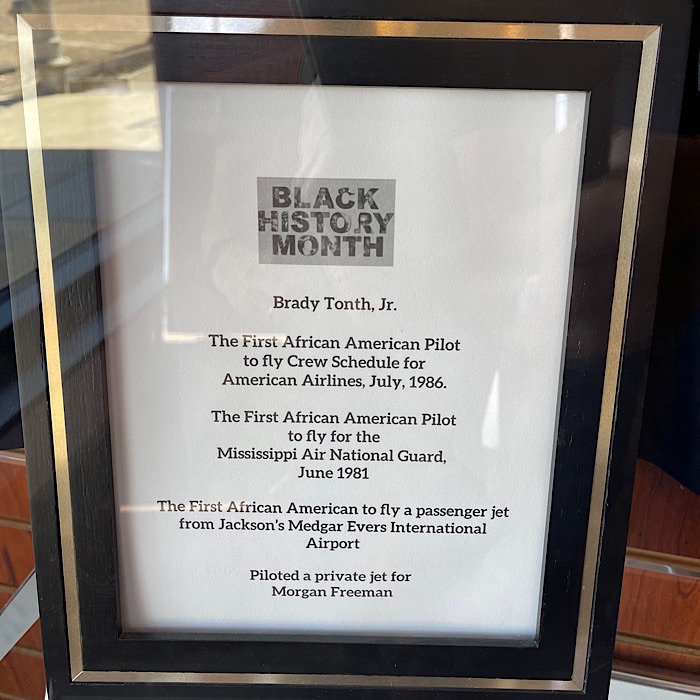 BLACK
HISTORY
MONTH
Brady Tonth, Jr.
The First African American Pilot
to fly Crew Schedule for
American Airlines, July, 1986.
The First African American Pilot
to fly for the
Mississippi Air National Guard,
June 1981
The First African American to fly a passenger jet
from Jackson's Medgar Evers International
Airport
Piloted a private jet for
Morgan Freeman